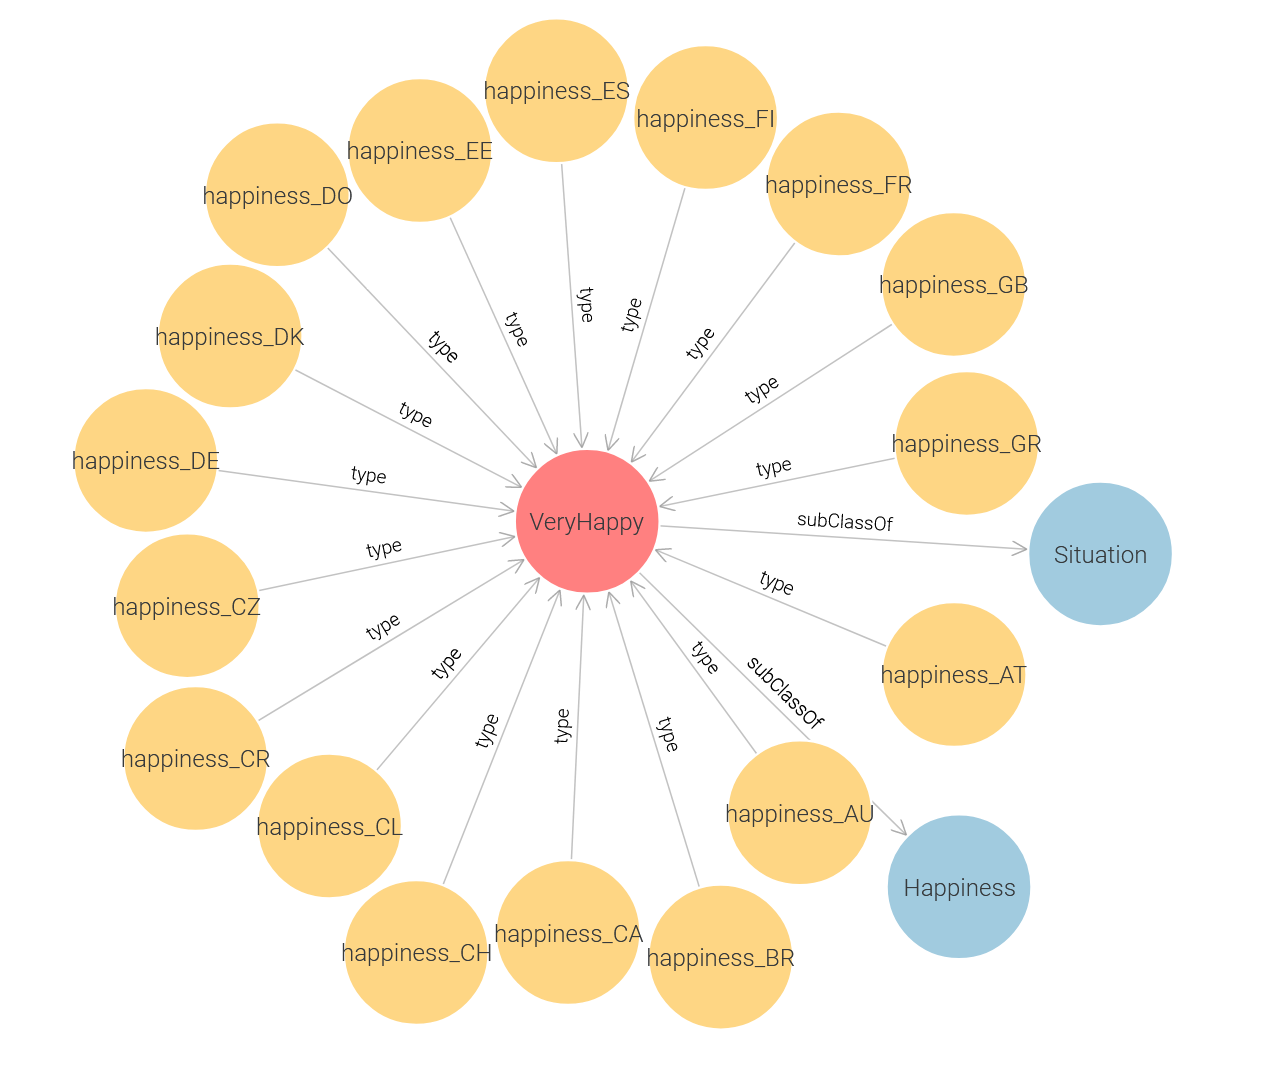 happiness_ES
happiness_FI
happiness_EE
happiness_FR
happiness_DO
happiness_GB
type
type
happiness_DK
type
type
type
type
type
type
happiness_GR
happiness_DE
type
type
VeryHappy
subClassOf
type
Situation
type
happiness_CZ
type
type
type
subClassOf
happiness_AT
type
type
type
happiness_CR
happiness_CL
happiness_AU
Happiness
happiness_CH
happiness_CA
happiness_BR